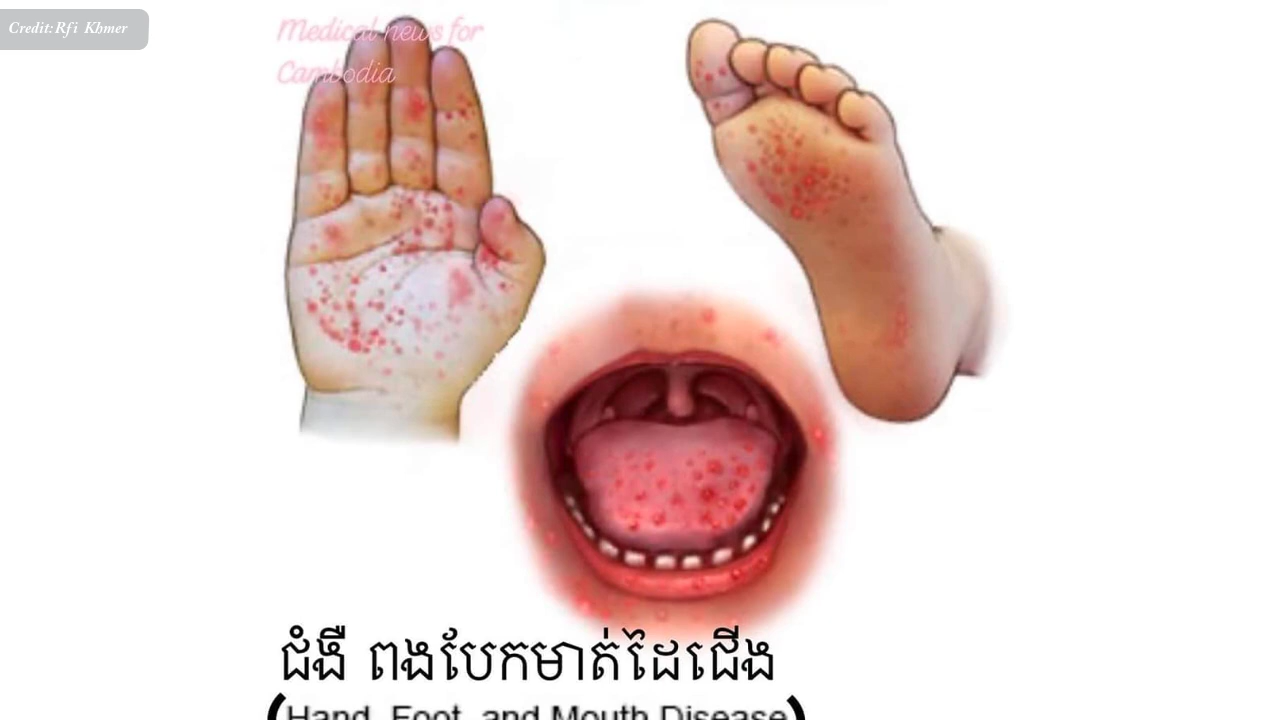 Credit:Rfi Khmer
Medical news for
Cambodia
ជំងឺ ពងបែកមាត់ដៃជើង
(Hand, Foot, and Mouth Disease)